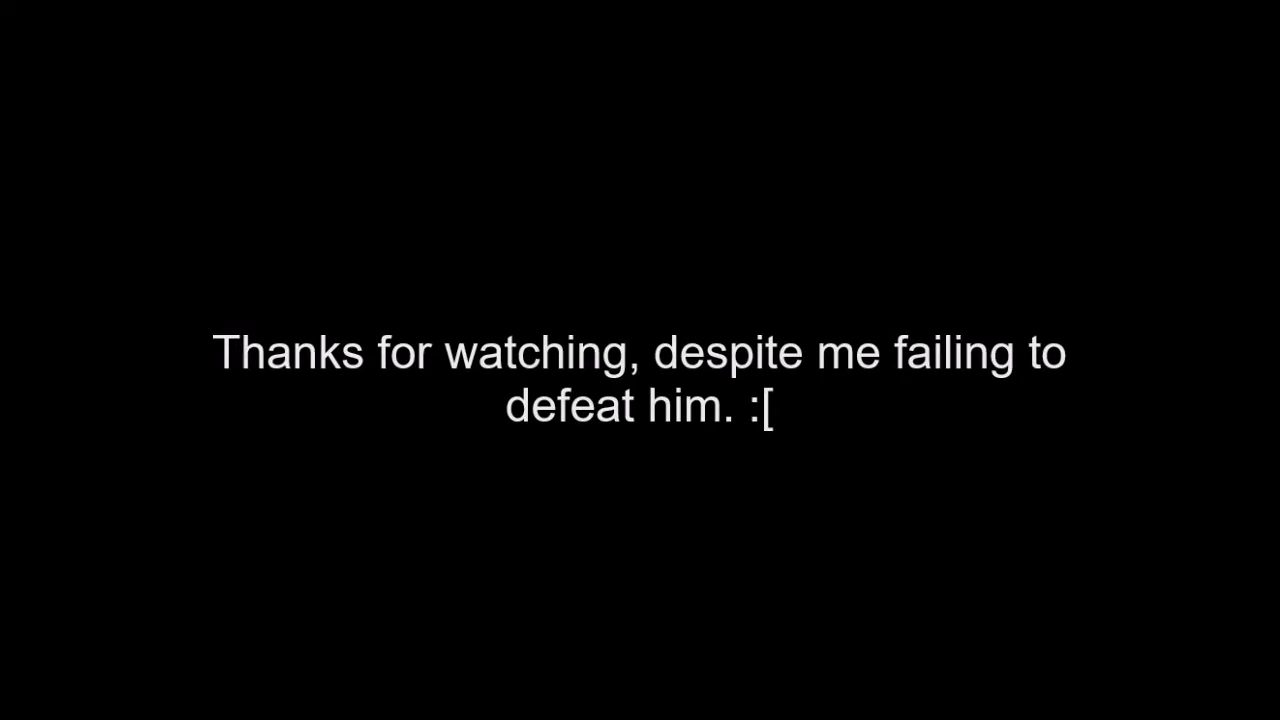 Thanks for watching, despite me failing to
defeat him. :[